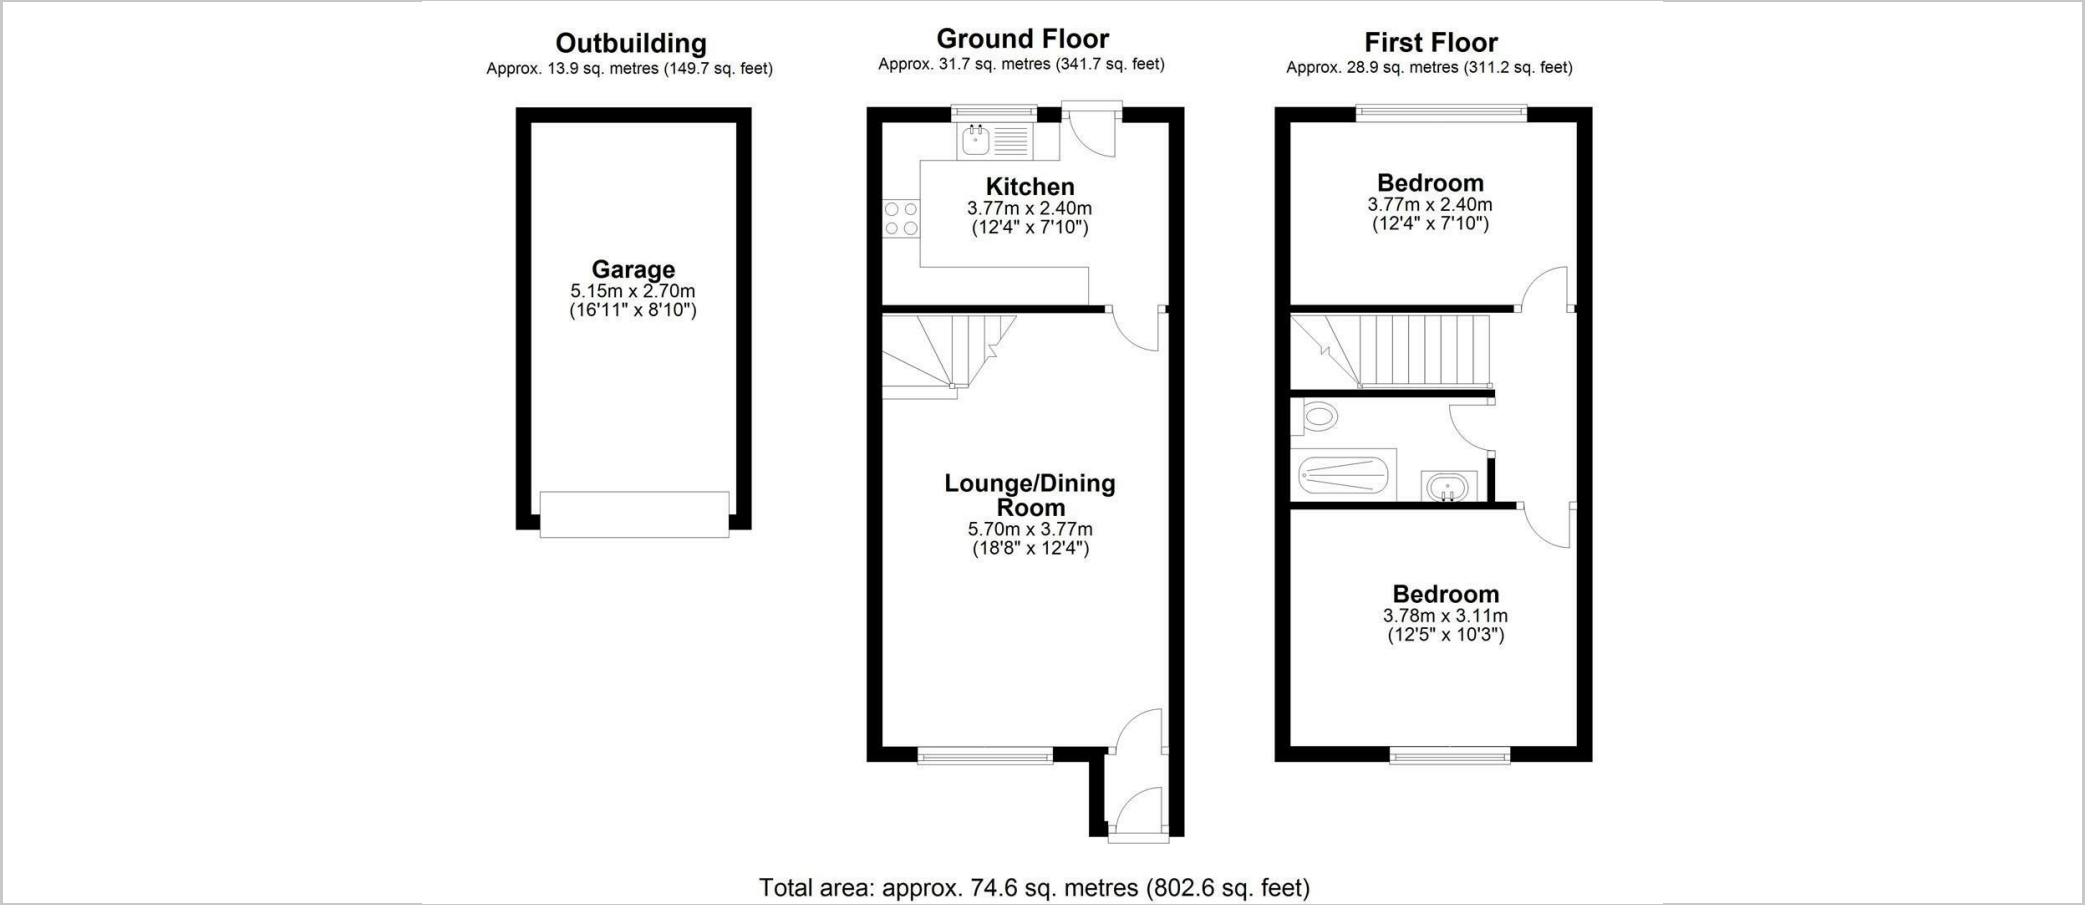 Outbuilding
Approx. 13.9 sq. metres (149.7 sq. feet)
Garage
5.15m x 2.70m
(16'11" x 8'10")
Ground Floor
Approx. 31.7 sq. metres (341.7 sq. feet)
Kitchen
3.77m x 2.40m
(12'4" x 7'10")
Lounge/Dining
Room
5.70m x 3.77m
(18'8" x 12'4")
First Floor
Approx. 28.9 sq. metres (311.2 sq. feet)
Bedroom
3.77m x 2.40m
(12'4" x 7'10")
Bedroom
3.78m x 3.11m
(12'5" x 10'3")
Total area: approx. 74.6 sq. metres (802.6 sq. feet)